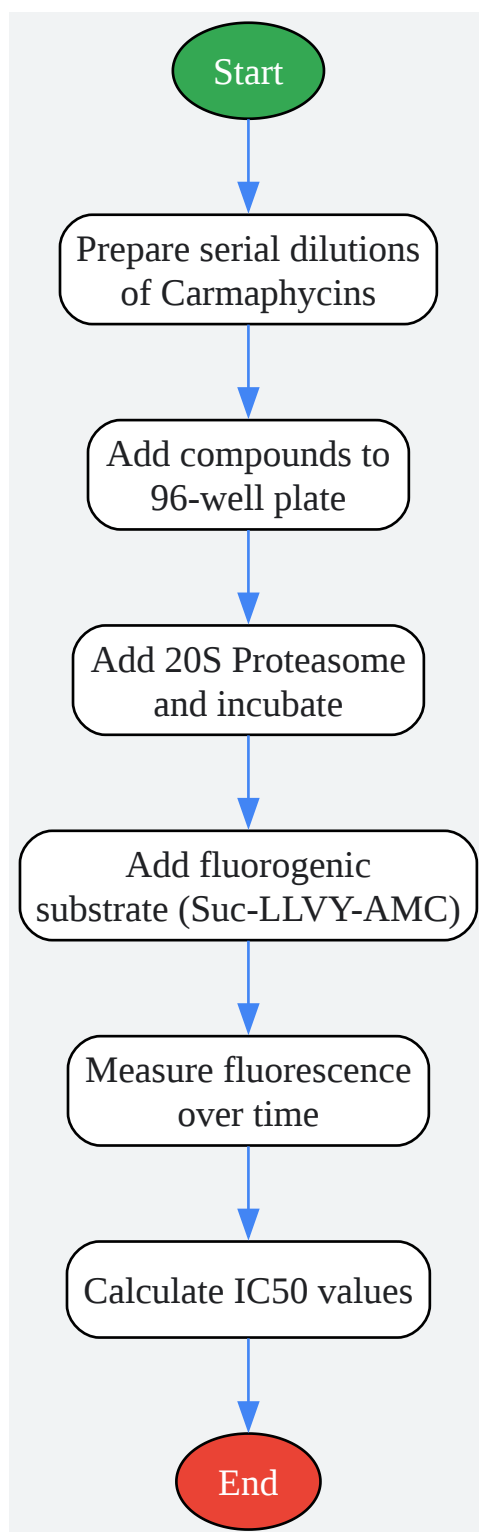 Start
Prepare serial dilutions
of Carmaphycins
Add compounds to
96-well plate
Add 20S Proteasome
and incubate
Add fluorogenic
substrate (Suc-LLVY-AMC)
Measure fluorescence
over time
Calculate IC50 values
End